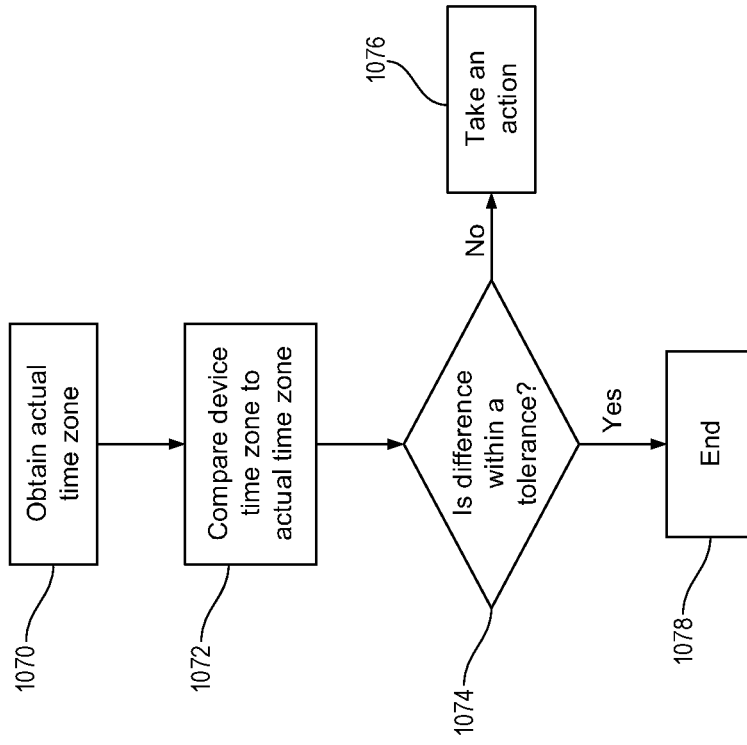 1070
Obtain actual
time zone
1072
Compare device
time zone to
actual time zone
1074
Is difference
within a
tolerance?
No
1076
Take an
action
Yes
1078
End